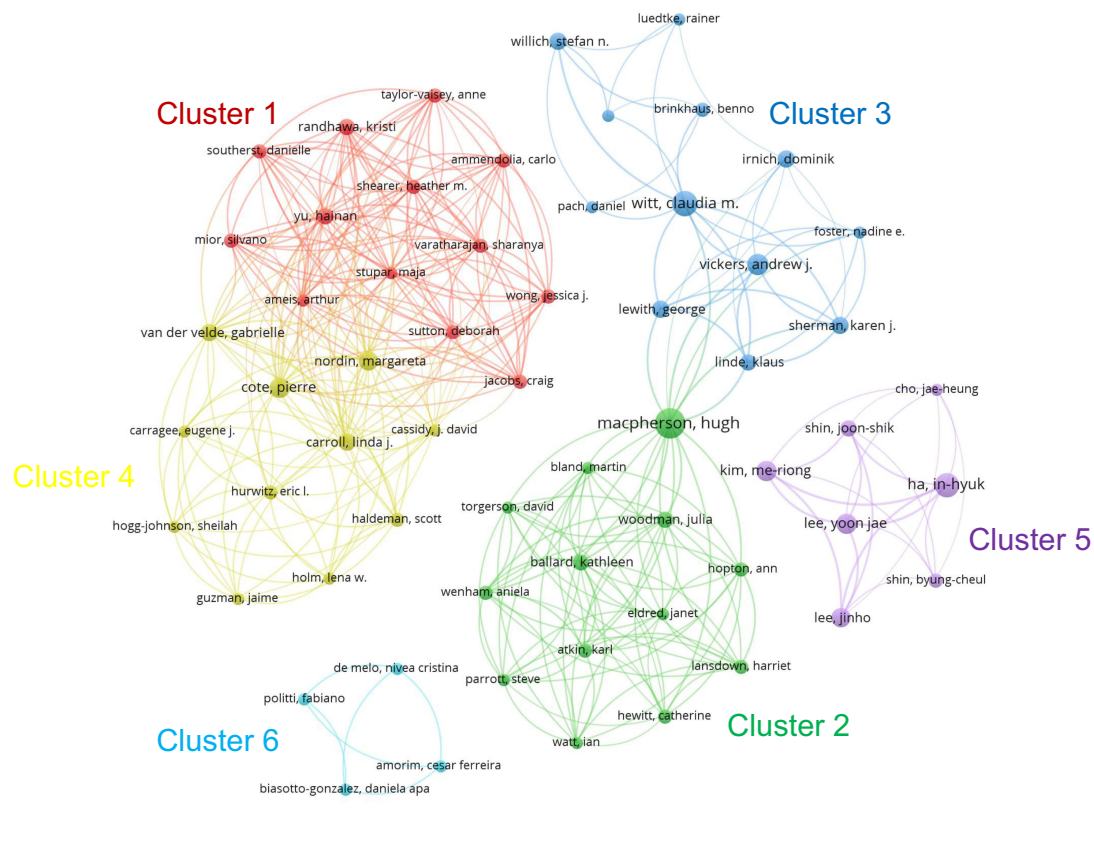 luedtke, rainer
willich, stefan n.
taylor-vaisey, anne
brinkhaus, benno
Cluster 1
Cluster 3
randhawa, kristi
southerst, danielle
ammendolia, carlo
irnich, dominik
shearer, heather m.
pach, daniel
witt, claudia m.
yu, hainan
foster, nadine e.
mior, silvano
varatharajan, sharanya
vickers, andrew j.
stupar, maja
wong, jessica j.
ameis, arthur
lewith, george
sherman, karen j.
van der velde, gabrielle
sutton, deborah
nordin, margareta
linde, klaus
jacobs, craig
cote, pierre
cho, jae-heung
macpherson, hugh
shin, joon-shik
carragee, eugene j.
cassidy, j. david
carroll, linda j.
bland, martin
kim, me-riong
Cluster 4
ha, in-hyuk
hurwitz, eric l.
torgerson, david
hogg-johnson, sheilah
haldeman, scott
woodman, julia
lee, yoon jae
Cluster 5
ballard, kathleen
hopton, ann
holm, lena w.
shin, byung-cheul
wenham, aniela
guzman, jaime
eldred, janet
lee, jinho
atkin, karl
de melo, nivea cristina
lansdown, harriet
parrott, steve
politti, fabiano
hewitt, catherine
Cluster 2
Cluster 6
watt, ian
amorim, cesar ferreira
biasotto-gonzalez, daniela apa